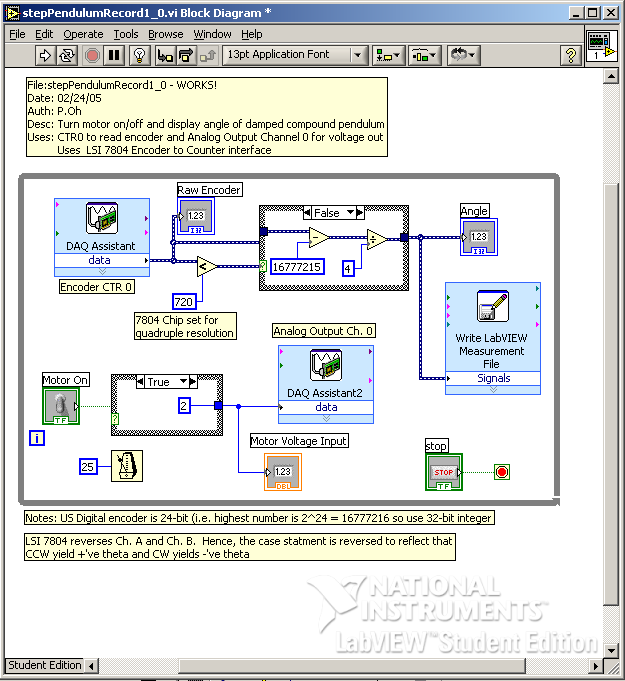 stepPendulumRecord1_0.vi Block Diagram *
File Edit Operate Tools Browse Window Help
13pt Application Font
?
1
File:stepPendulumRecord1_0 - WORKS!
Date: 02/24/05
Auth: P.Oh
Desc: Turn motor on/off and display angle of damped compound pendulum
Uses: CTR0 to read encoder and Analog Output Channel 0 for voltage out
Uses LSI 7804 Encoder to Counter interface
Raw Encoder
1.23
I32
DAQ Assistant
data
Encoder CTR 0
<
720
7804 Chip set for
quadruple resolution
False
?
-
÷
16777215
4
Angle
1.23
I32
Write LabVIEW
Measurement
File
Signals
Analog Output Ch. 0
DAQ Assistant2
data
Motor On
TF
True
?
2
i
25
Motor Voltage Input
1.23
DBL
stop
STOP
TF
Notes: US Digital encoder is 24-bit (i.e. highest number is 2^24 = 16777216 so use 32-bit integer
LSI 7804 reverses Ch. A and Ch. B. Hence, the case statment is reversed to reflect that
CCW yield +'ve theta and CW yields -'ve theta
NATIONAL
INSTRUMENTS™
LabVIEW™ Student Edition
Student Edition